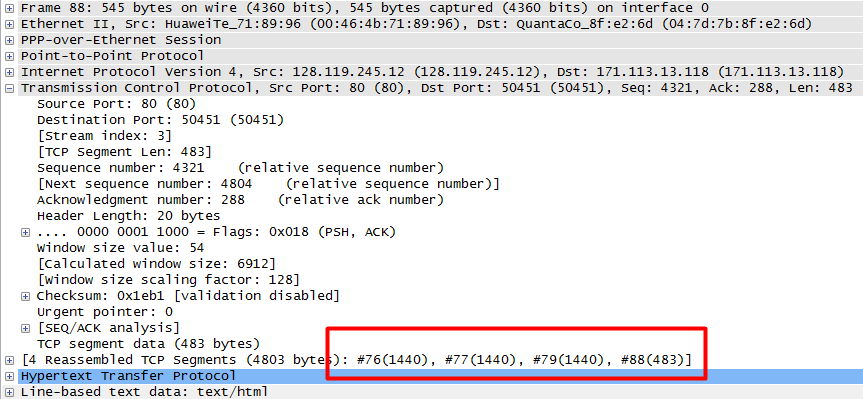 Frame 88: 545 bytes on wire (4360 bits), 545 bytes captured (4360 bits) on interface 0
Ethernet II, Src: HuaweiTe_71:89:96 (00:46:4b:71:89:96), Dst: QuantaCo_8f:e2:6d (04:7d:7b:8f:e2:6d)
PPP-over-Ethernet Session
Point-to-Point Protocol
Internet Protocol Version 4, Src: 128.119.245.12 (128.119.245.12), Dst: 171.113.13.118 (171.113.13.118)
Transmission Control Protocol, Src Port: 80 (80), Dst Port: 50451 (50451), Seq: 4321, Ack: 288, Len: 483
Source Port: 80 (80)
Destination Port: 50451 (50451)
[Stream index: 3]
[TCP Segment Len: 483]
Sequence number: 4321    (relative sequence number)
[Next sequence number: 4804    (relative sequence number)]
Acknowledgment number: 288    (relative ack number)
Header Length: 20 bytes
.... 0000 0001 1000 = Flags: 0x018 (PSH, ACK)
Window size value: 54
[Calculated window size: 6912]
[Window size scaling factor: 128]
Checksum: 0x1eb1 [validation disabled]
Urgent pointer: 0
[SEQ/ACK analysis]
TCP segment data (483 bytes)
[4 Reassembled TCP Segments (4803 bytes): #76(1440), #77(1440), #79(1440), #88(483)]
Hypertext Transfer Protocol
Line-based text data: text/html